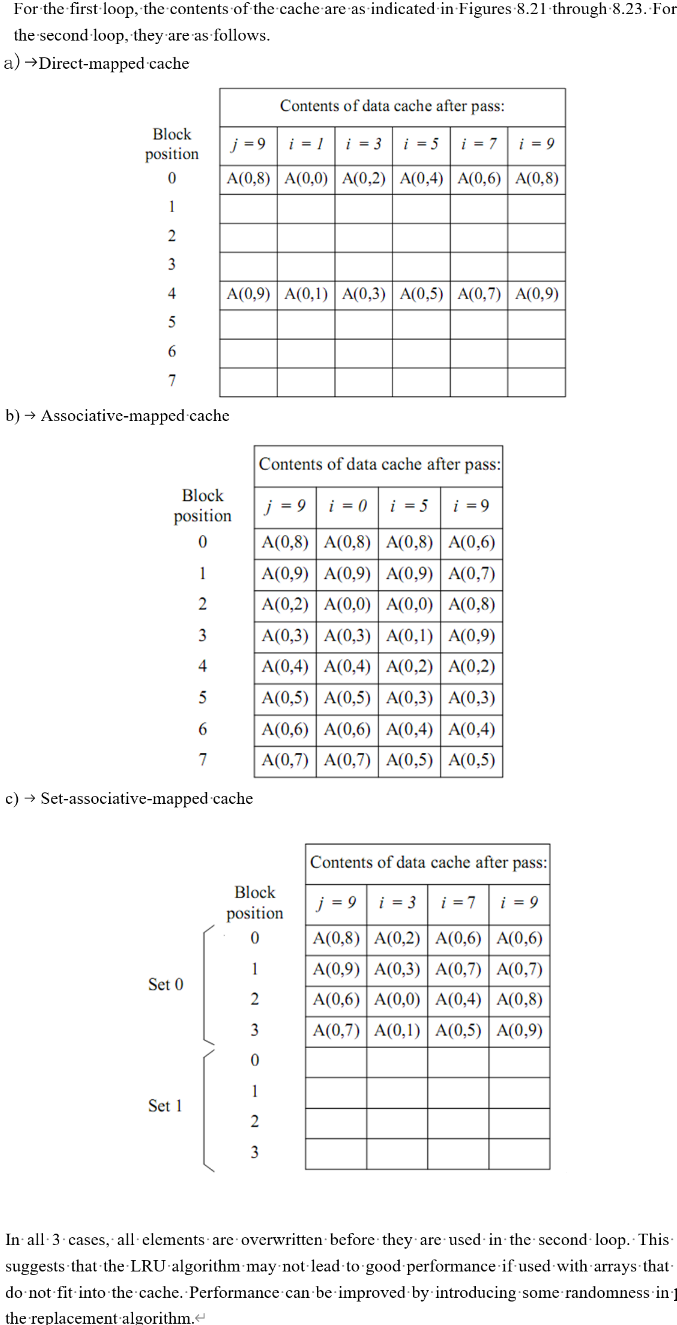 For the first loop, the contents of the cache are as indicated in Figures 8.21 through 8.23. For
the second loop, they are as follows.
a) →Direct-mapped cache
Contents of data cache after pass:
Block
position
j = 9 i = 1 i = 3 i = 5 i = 7 i = 9
0 A(0,8) A(0,0) A(0,2) A(0,4) A(0,6) A(0,8)
1
2
3
4 A(0,9) A(0,1) A(0,3) A(0,5) A(0,7) A(0,9)
5
6
7
b) → Associative-mapped cache
Contents of data cache after pass:
Block
position
j = 9 i = 0 i = 5 i = 9
0 A(0,8) A(0,8) A(0,8) A(0,6)
1 A(0,9) A(0,9) A(0,9) A(0,7)
2 A(0,2) A(0,0) A(0,0) A(0,8)
3 A(0,3) A(0,3) A(0,1) A(0,9)
4 A(0,4) A(0,4) A(0,2) A(0,2)
5 A(0,5) A(0,5) A(0,3) A(0,3)
6 A(0,6) A(0,6) A(0,4) A(0,4)
7 A(0,7) A(0,7) A(0,5) A(0,5)
c) → Set-associative-mapped cache
Contents of data cache after pass:
Block
position
j = 9 i = 3 i = 7 i = 9
0 A(0,8) A(0,2) A(0,6) A(0,6)
1 A(0,9) A(0,3) A(0,7) A(0,7)
Set 0
2 A(0,6) A(0,0) A(0,4) A(0,8)
3 A(0,7) A(0,1) A(0,5) A(0,9)
0
1
Set 1
2
3
In all 3 cases, all elements are overwritten before they are used in the second loop. This
suggests that the LRU algorithm may not lead to good performance if used with arrays that
do not fit into the cache. Performance can be improved by introducing some randomness in
the replacement algorithm.↵